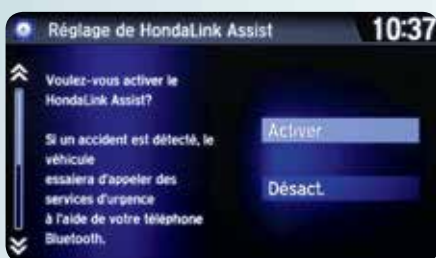 Réglage de HondaLink Assist 10:37
Voulez-vous activer le
HondaLink Assist?
Si un accident est détecté, le
véhicule
essaiera d'appeler des
services d'urgence
à l'aide de votre téléphone
Bluetooth.
Activer
Désact.